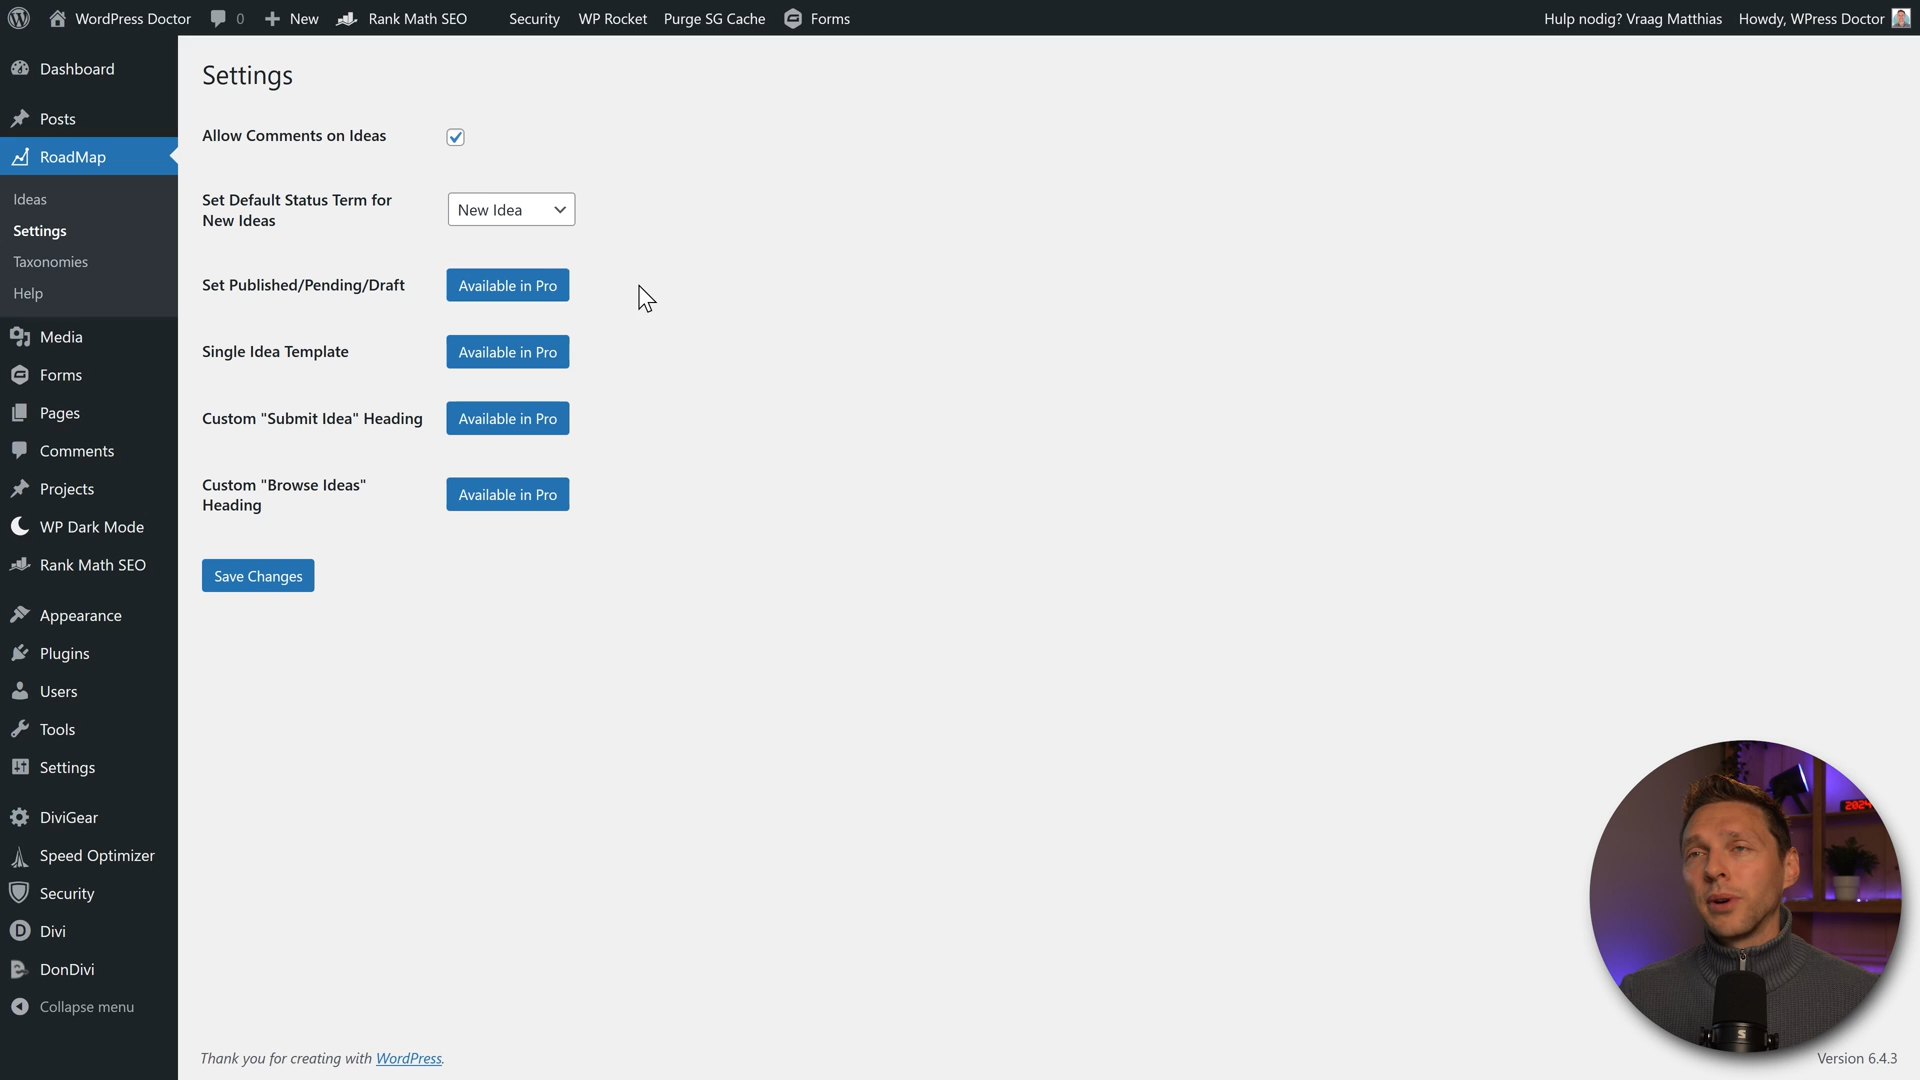 WordPress Doctor
0
New
Rank Math SEO
Security
WP Rocket
Purge SG Cache
Forms
Hulp nodig? Vraag Matthias
Howdy, WPress Doctor
Dashboard
Posts
RoadMap
Ideas
Settings
Taxonomies
Help
Media
Forms
Pages
Comments
Projects
WP Dark Mode
Rank Math SEO
Appearance
Plugins
Users
Tools
Settings
DiviGear
Speed Optimizer
Security
Divi
DonDivi
Collapse menu
Settings
Allow Comments on Ideas
Set Default Status Term for
New Ideas
New Idea
Set Published/Pending/Draft
Available in Pro
Single Idea Template
Available in Pro
Custom "Submit Idea" Heading
Available in Pro
Custom "Browse Ideas"
Heading
Available in Pro
Save Changes
2024
Thank you for creating with WordPress.
Version 6.4.3